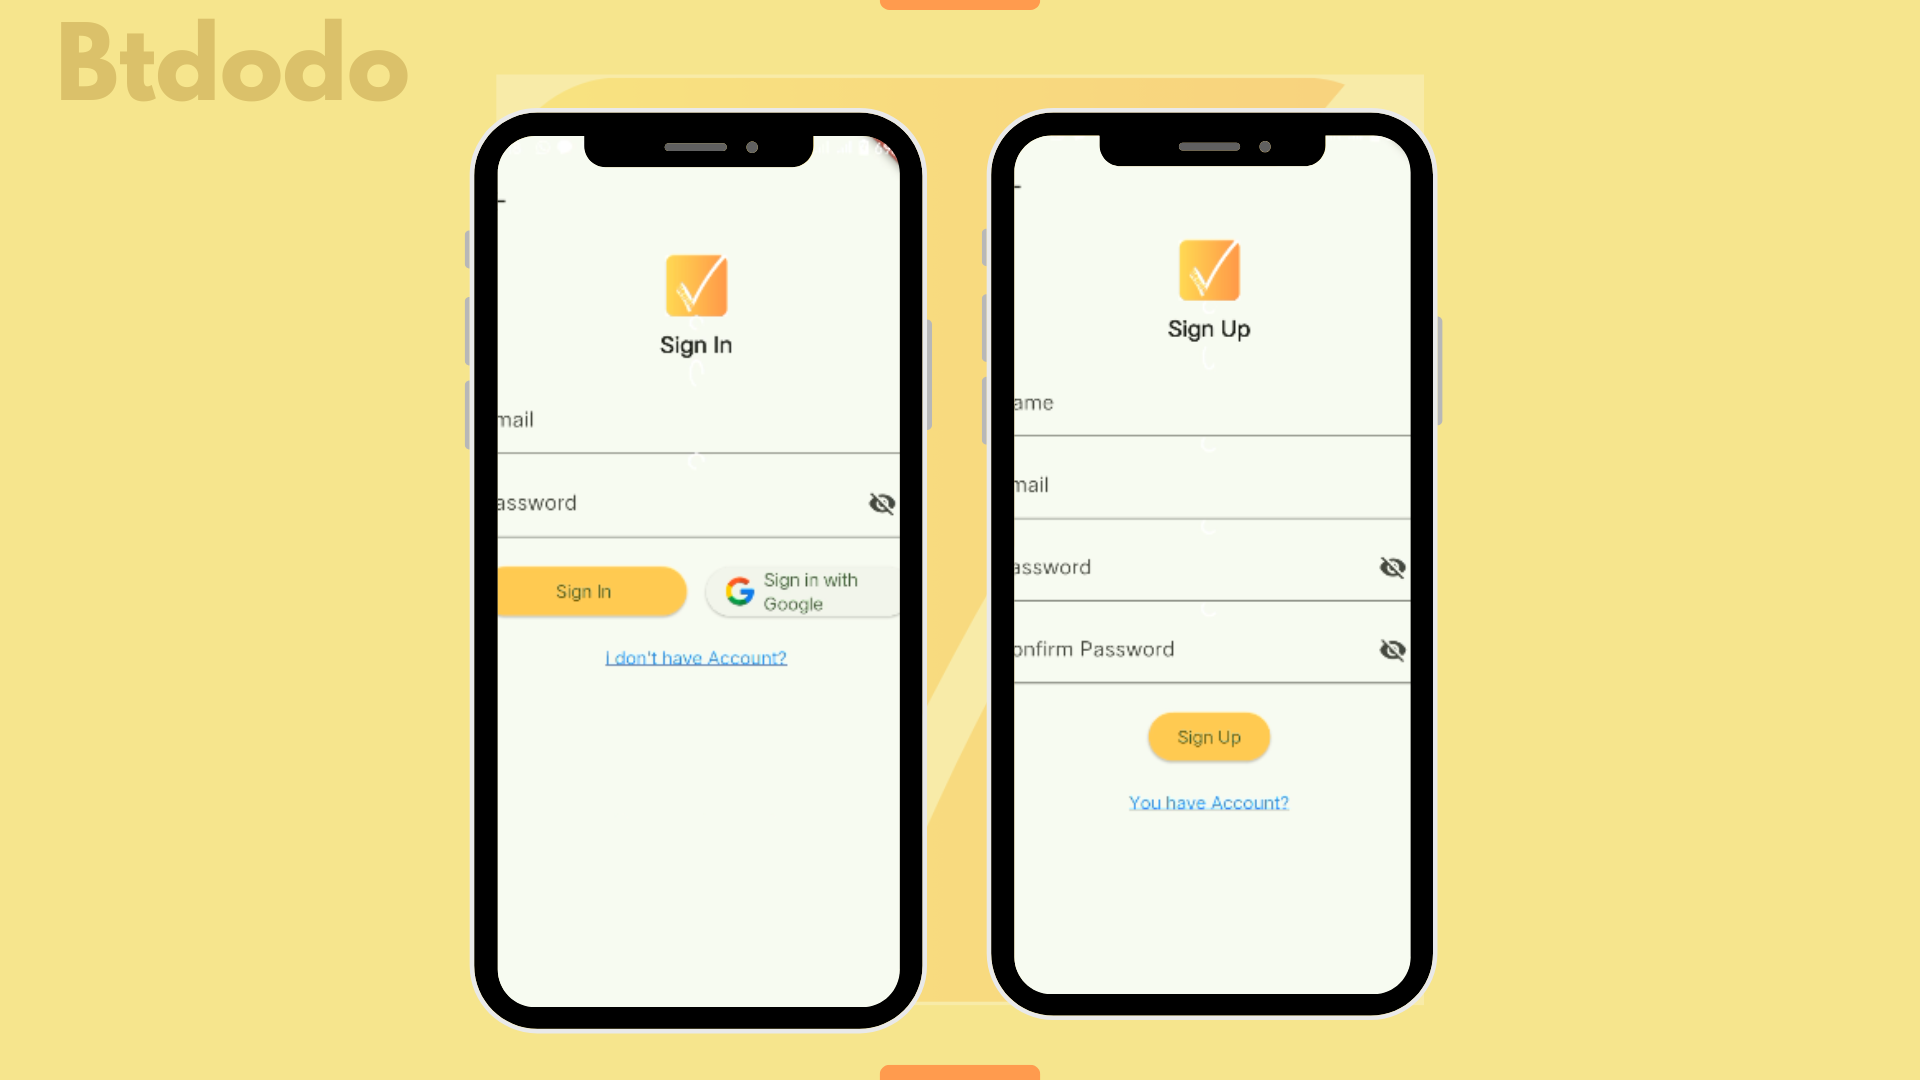 Btdodo
Sign In
mail
assword
Sign In
Sign in with
Google
I don't have Account?
Sign Up
ame
mail
assword
onfirm Password
Sign Up
You have Account?